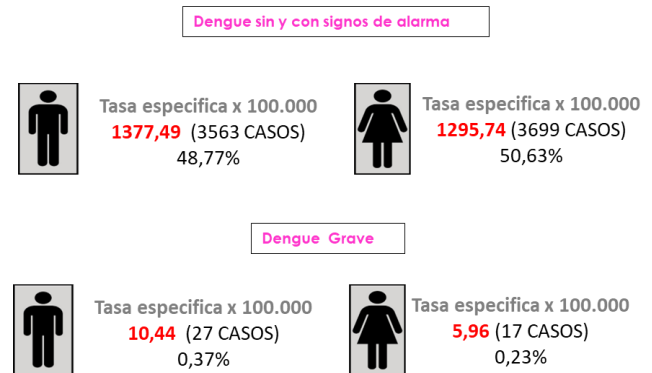 Dengue sin y con signos de alarma
Tasa especifica x 100.000
1377,49 (3563 CASOS)
48,77%
Tasa especifica x 100.000
1295,74 (3699 CASOS)
50,63%
Dengue Grave
Tasa especifica x 100.000
10,44 (27 CASOS)
0,37%
Tasa especifica x 100.000
5,96 (17 CASOS)
0,23%